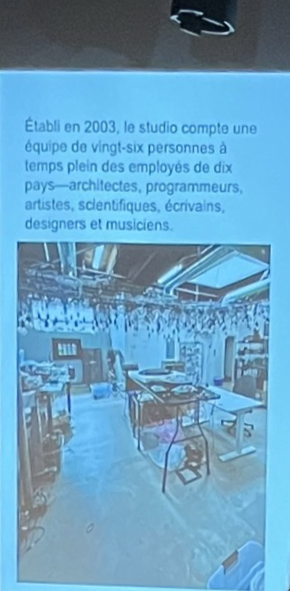 Établi en 2003, le studio compte une
équipe de vingt-six personnes à
temps plein des employés de dix
pays—architectes, programmeurs,
artistes, scientifiques, écrivains,
designers et musiciens.